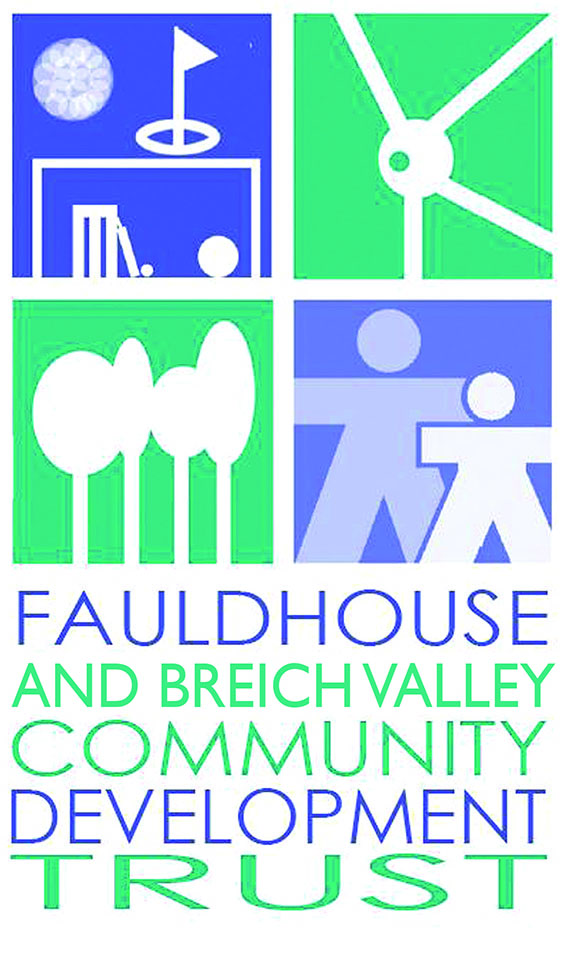 FAULDHOUSE
AND BREICH VALLEY
COMMUNITY
DEVELOPMENT
TRUST